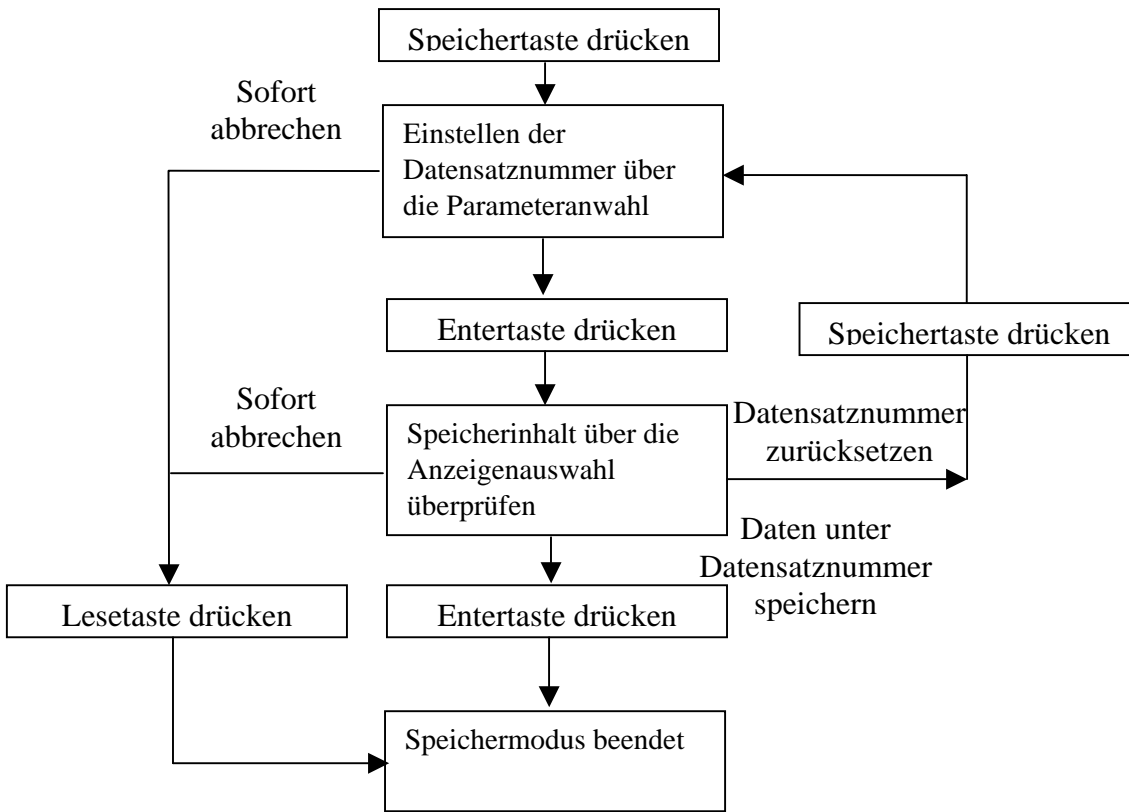 Speichertaste drücken
Sofort
abbrechen
Einstellen der
Datensatznummer über
die Parameteranwahl
Entertaste drücken
Speichertaste drücken
Sofort
abbrechen
Speicherinhalt über die
Anzeigenauswahl
überprüfen
Datensatznummer
zurücksetzen
Daten unter
Datensatznummer
speichern
Lesetaste drücken
Entertaste drücken
Speichermodus beendet